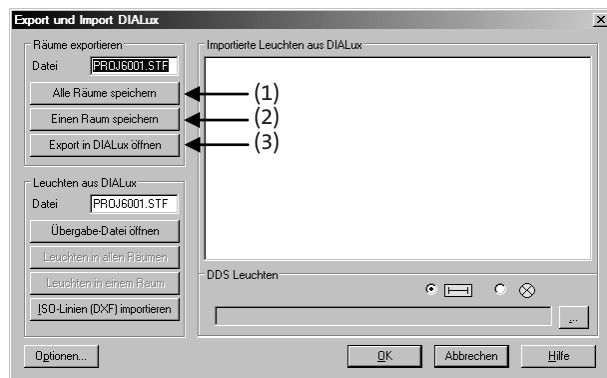 Export und Import DIALux
Räume exportieren
Datei PROJ6001.STF
Alle Räume speichern
Einen Raum speichern
Export in DIALux öffnen
(1)
(2)
(3)
Leuchten aus DIALux
Datei PROJ6001.STF
Übergabe-Datei öffnen
Leuchten in allen Räumen
Leuchten in einem Raum
ISO-Linien (DXF) importieren
Importierte Leuchten aus DIALux
DDS Leuchten
...
Optionen...
OK
Abbrechen
Hilfe